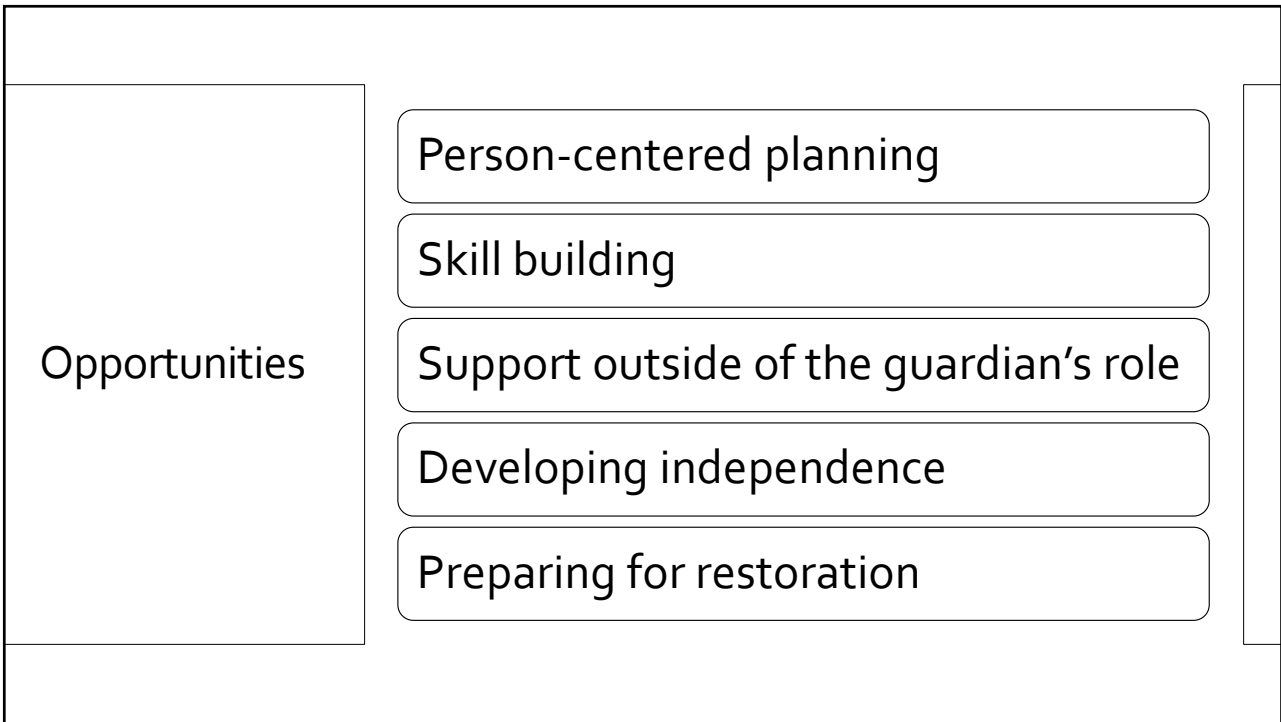 Opportunities
Person-centered planning
Skill building
Support outside of the guardian’s role
Developing independence
Preparing for restoration